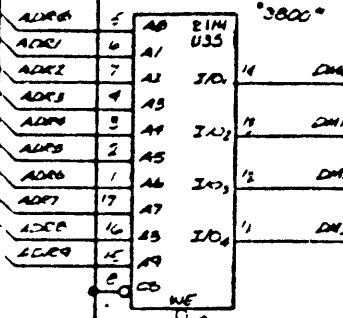 "3800"
ADR0 5 A0 2114
ADR1 6 A1 U35
ADR2 7 A2 I/O1 14
ADR3 4 A3
ADR4 3 A4 I/O2 13
ADR5 2 A5
ADR6 1 A6 I/O3 12
ADR7 17 A7
ADR8 16 A8 I/O4 11
ADR9 15 A9
8 CS
WE